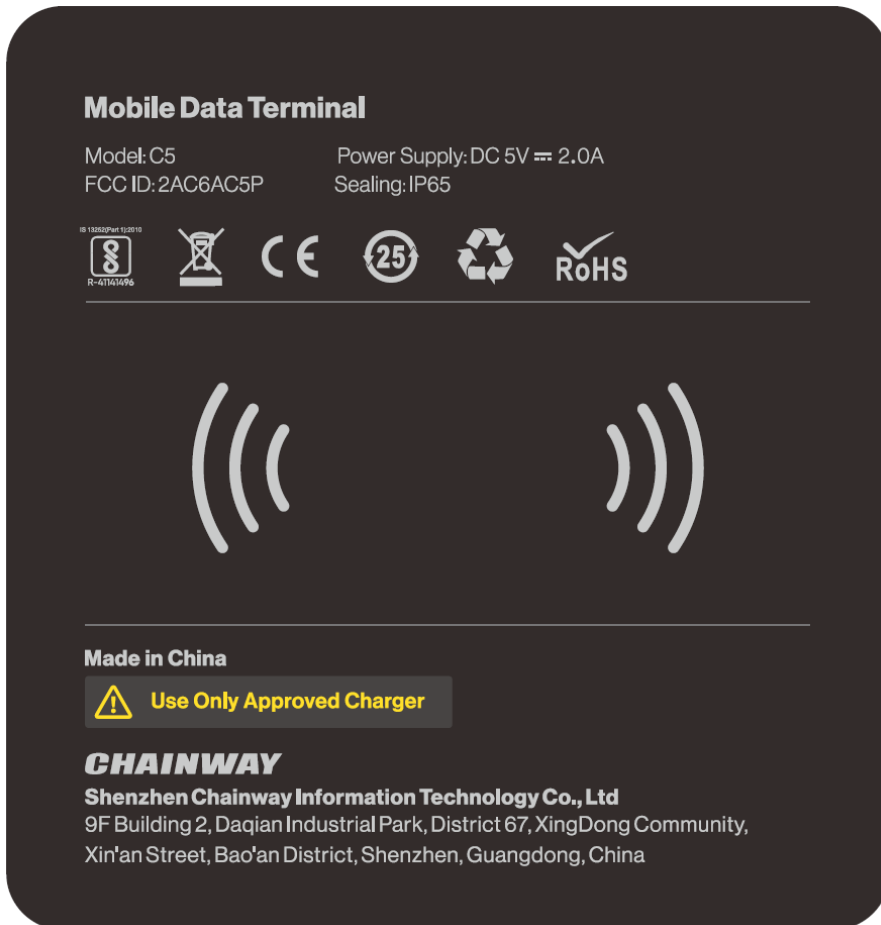 Mobile Data Terminal
Model: C5 Power Supply: DC 5V ⎓ 2.0A
FCC ID: 2AC6AC5P Sealing: IP65
IS 13252(Part 1):2010
R-41141496
CE
25
RoHS
Made in China
Use Only Approved Charger
CHAINWAY
Shenzhen Chainway Information Technology Co., Ltd
9F Building 2, Daqian Industrial Park, District 67, XingDong Community,
Xin'an Street, Bao'an District, Shenzhen, Guangdong, China